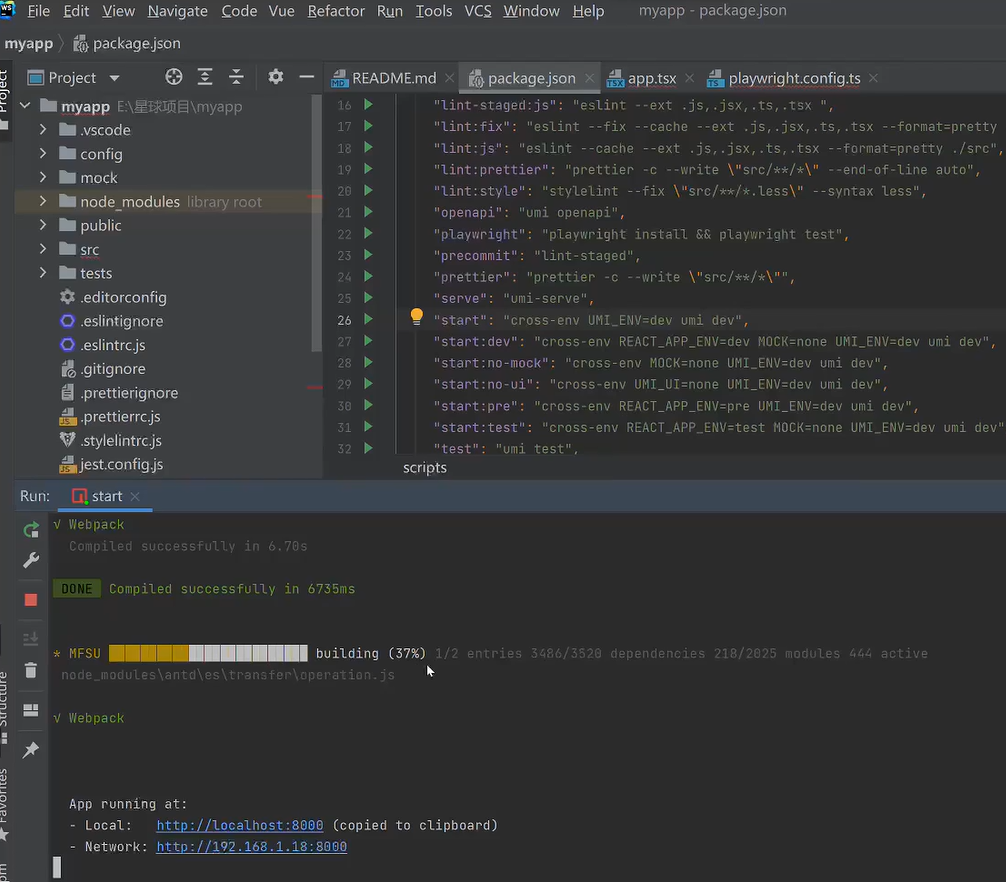 File Edit View Navigate Code Vue Refactor Run Tools VCS Window Help myapp - package.json
myapp package.json
Project
Project README.md package.json app.tsx playwright.config.ts
myapp E:\星球项目\myapp
.vscode
config
mock
node_modules library root
public
src
tests
.editorconfig
.eslintignore
.eslintrc.js
.gitignore
.prettierignore
.prettierrc.js
.stylelintrc.js
jest.config.js
16 "lint-staged:js": "eslint --ext .js,.jsx,.ts,.tsx ",
17 "lint:fix": "eslint --fix --cache --ext .js,.jsx,.ts,.tsx --format=pretty
18 "lint:js": "eslint --cache --ext .js,.jsx,.ts,.tsx --format=pretty ./src",
19 "lint:prettier": "prettier -c --write \"src/**/*\" --end-of-line auto",
20 "lint:style": "stylelint --fix \"src/**/*.less\" --syntax less",
21 "openapi": "umi openapi",
22 "playwright": "playwright install && playwright test",
23 "precommit": "lint-staged",
24 "prettier": "prettier -c --write \"src/**/*\"",
25 "serve": "umi-serve",
26 "start": "cross-env UMI_ENV=dev umi dev",
27 "start:dev": "cross-env REACT_APP_ENV=dev MOCK=none UMI_ENV=dev umi dev",
28 "start:no-mock": "cross-env MOCK=none UMI_ENV=dev umi dev",
29 "start:no-ui": "cross-env UMI_UI=none UMI_ENV=dev umi dev",
30 "start:pre": "cross-env REACT_APP_ENV=pre UMI_ENV=dev umi dev",
31 "start:test": "cross-env REACT_APP_ENV=test MOCK=none UMI_ENV=dev umi dev"
32 "test": "umi test",
scripts
Run: start
√ Webpack
Compiled successfully in 6.70s
DONE Compiled successfully in 6735ms
* MFSU building (37%) 1/2 entries 3486/3520 dependencies 218/2025 modules 444 active
node_modules\antd\es\transfer\operation.js
√ Webpack
App running at:
- Local: http://localhost:8000 (copied to clipboard)
- Network: http://192.168.1.18:8000
Structure
Favorites